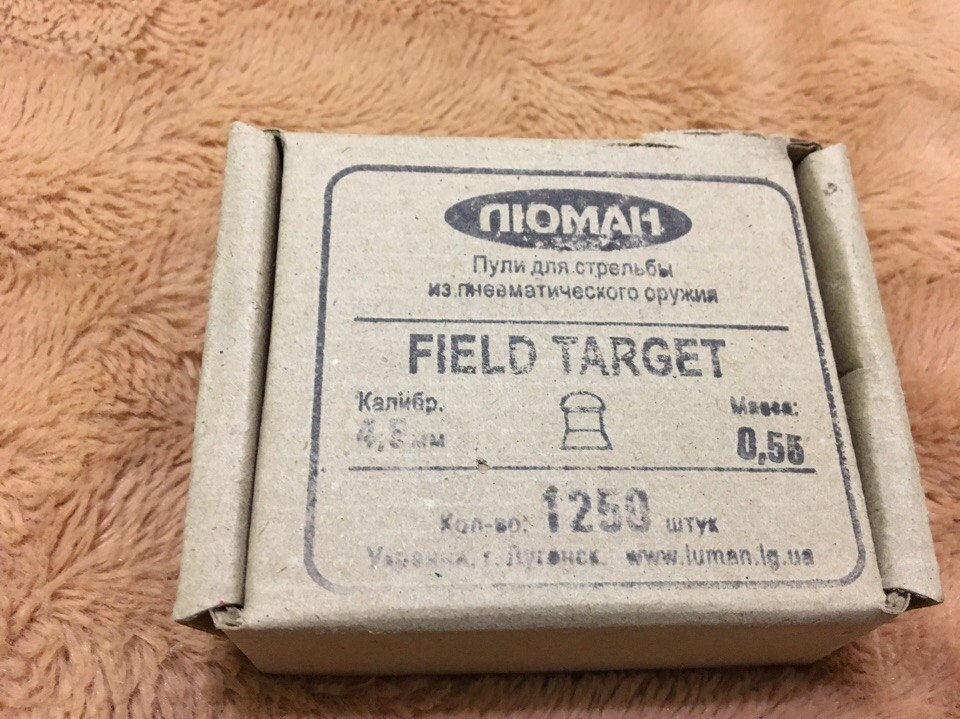 ЛЮМАН
Пули для стрельбы
из пневматического оружия
FIELD TARGET
Калибр.
4,5 мм
Масса:
0,55
Кол-во: 1250 штук
Украина, г. Луганск. www.luman.lg.ua